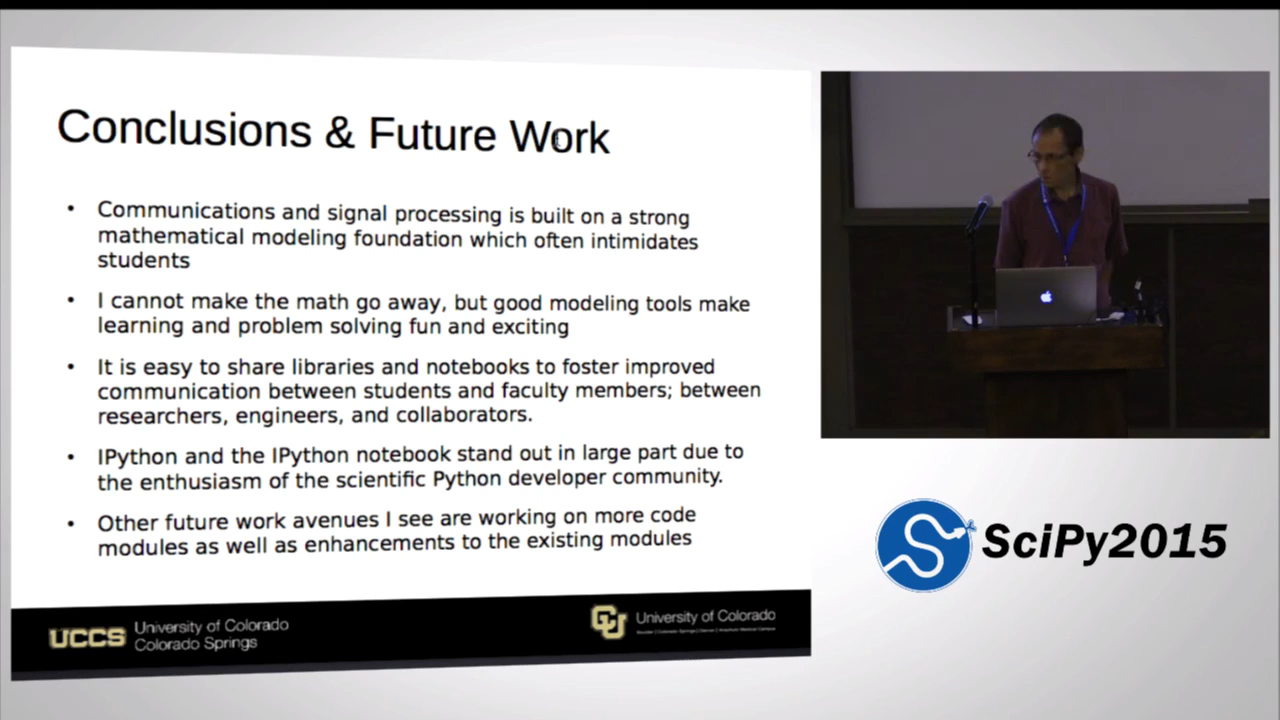 Conclusions & Future Work
• Communications and signal processing is built on a strong
mathematical modeling foundation which often intimidates
students
• I cannot make the math go away, but good modeling tools make
learning and problem solving fun and exciting
• It is easy to share libraries and notebooks to foster improved
communication between students and faculty members; between
researchers, engineers, and collaborators.
• IPython and the IPython notebook stand out in large part due to
the enthusiasm of the scientific Python developer community.
• Other future work avenues I see are working on more code
modules as well as enhancements to the existing modules
UCCS University of Colorado
Colorado Springs
CU University of Colorado
SciPy2015